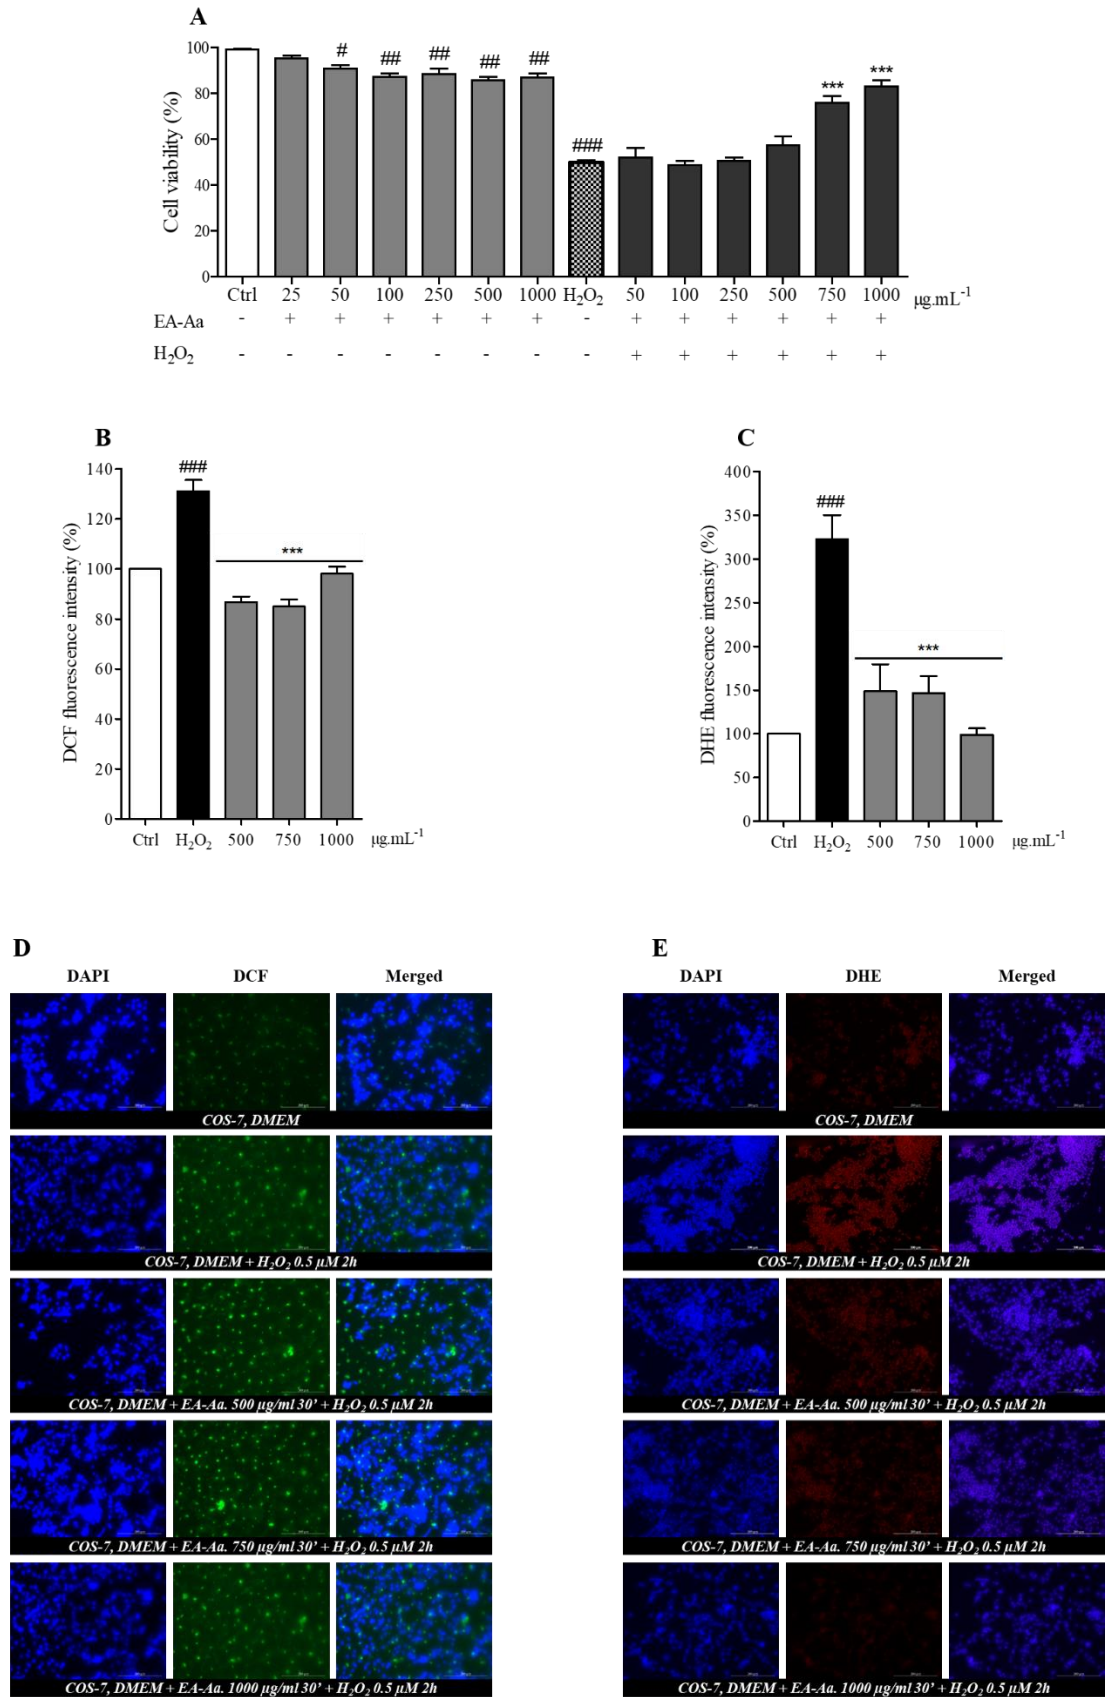 A
Cell viability (%)
100
80
60
40
20
0
# ## ## ## ## ### *** ***
Ctrl 25 50 100 250 500 1000 H₂O₂ 50 100 250 500 750 1000 µg.mL⁻¹
EA-Aa - + + + + + + - + + + + + +
H₂O₂ - - - - - - - - + + + + + +
B
DCF fluorescence intensity (%)
140
120
100
80
60
40
20
0
###
***
Ctrl H₂O₂ 500 750 1000 µg.mL⁻¹
C
DHE fluorescence intensity (%)
400
350
300
250
200
150
100
50
0
###
***
Ctrl H₂O₂ 500 750 1000 µg.mL⁻¹
D
DAPI DCF Merged
COS-7, DMEM
COS-7, DMEM + H₂O₂ 0.5 µM 2h
COS-7, DMEM + EA-Aa. 500 µg/ml 30’ + H₂O₂ 0.5 µM 2h
COS-7, DMEM + EA-Aa. 750 µg/ml 30’ + H₂O₂ 0.5 µM 2h
COS-7, DMEM + EA-Aa. 1000 µg/ml 30’ + H₂O₂ 0.5 µM 2h
E
DAPI DHE Merged
COS-7, DMEM
COS-7, DMEM + H₂O₂ 0.5 µM 2h
COS-7, DMEM + EA-Aa. 500 µg/ml 30’ + H₂O₂ 0.5 µM 2h
COS-7, DMEM + EA-Aa. 750 µg/ml 30’ + H₂O₂ 0.5 µM 2h
COS-7, DMEM + EA-Aa. 1000 µg/ml 30’ + H₂O₂ 0.5 µM 2h